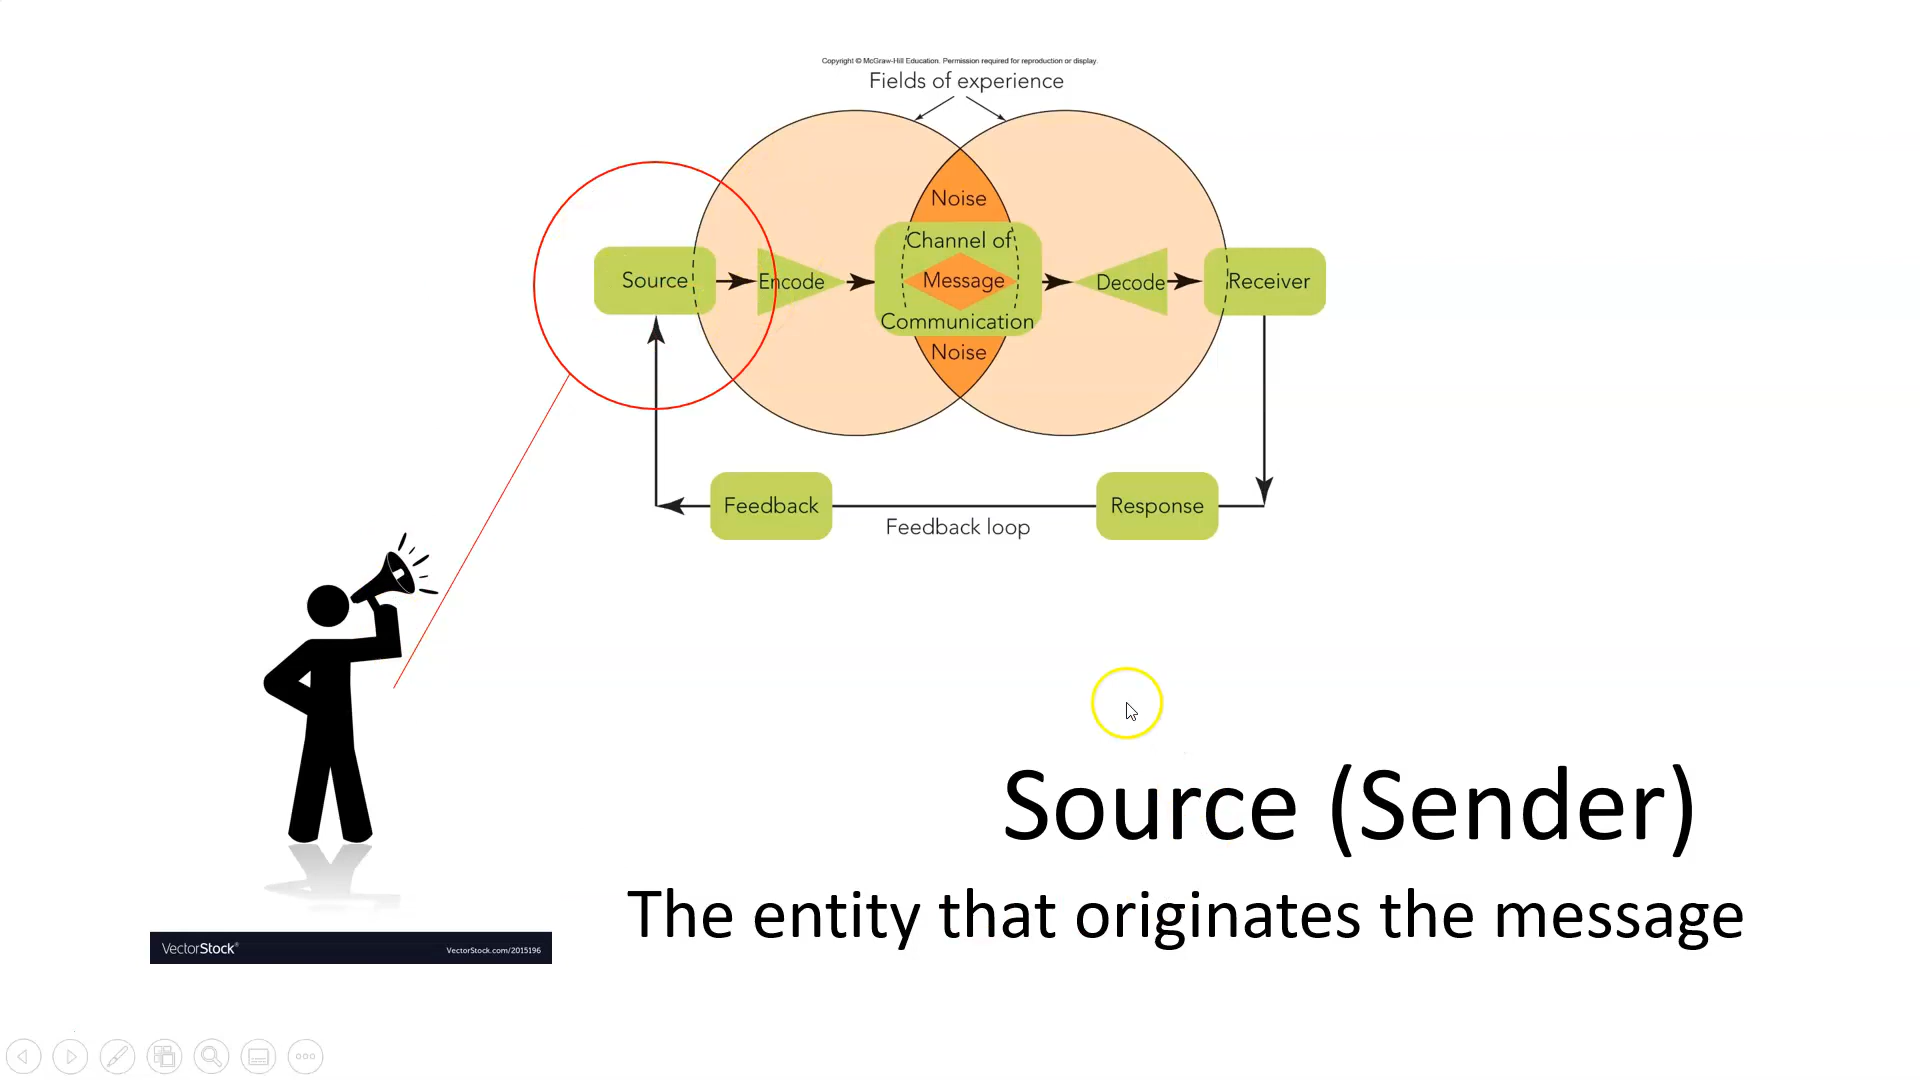 Copyright © McGraw-Hill Education. Permission required for reproduction or display.
Fields of experience
Noise
Channel of
Source
Encode
Message
Decode
Receiver
Communication
Noise
Feedback
Response
Feedback loop
Source (Sender)
The entity that originates the message
VectorStock®
VectorStock.com/2015196